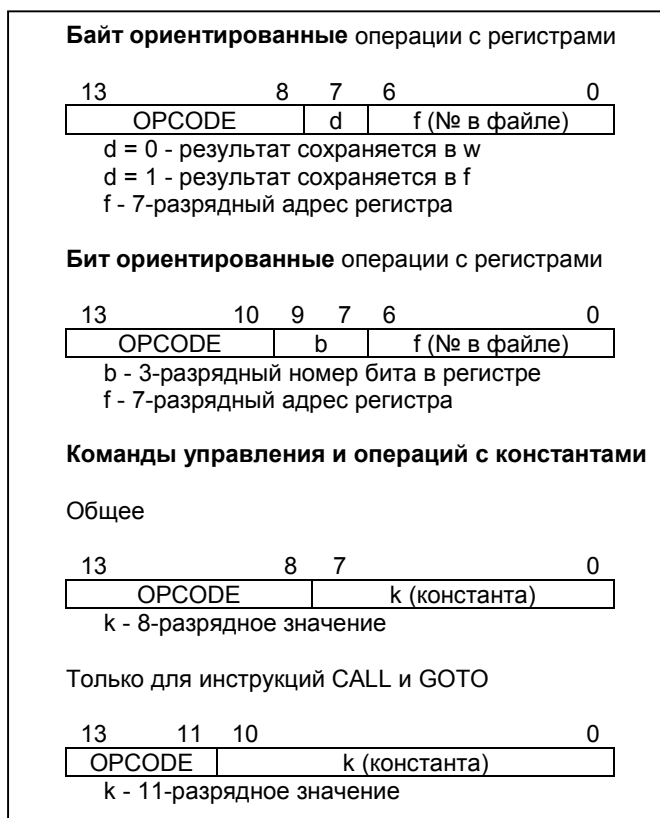 Байт ориентированные операции с регистрами
13 8 7 6 0
OPCODE d f (№ в файле)
d = 0 - результат сохраняется в w
d = 1 - результат сохраняется в f
f - 7-разрядный адрес регистра
Бит ориентированные операции с регистрами
13 10 9 7 6 0
OPCODE b f (№ в файле)
b - 3-разрядный номер бита в регистре
f - 7-разрядный адрес регистра
Команды управления и операций с константами
Общее
13 8 7 0
OPCODE k (константа)
k - 8-разрядное значение
Только для инструкций CALL и GOTO
13 11 10 0
OPCODE k (константа)
k - 11-разрядное значение